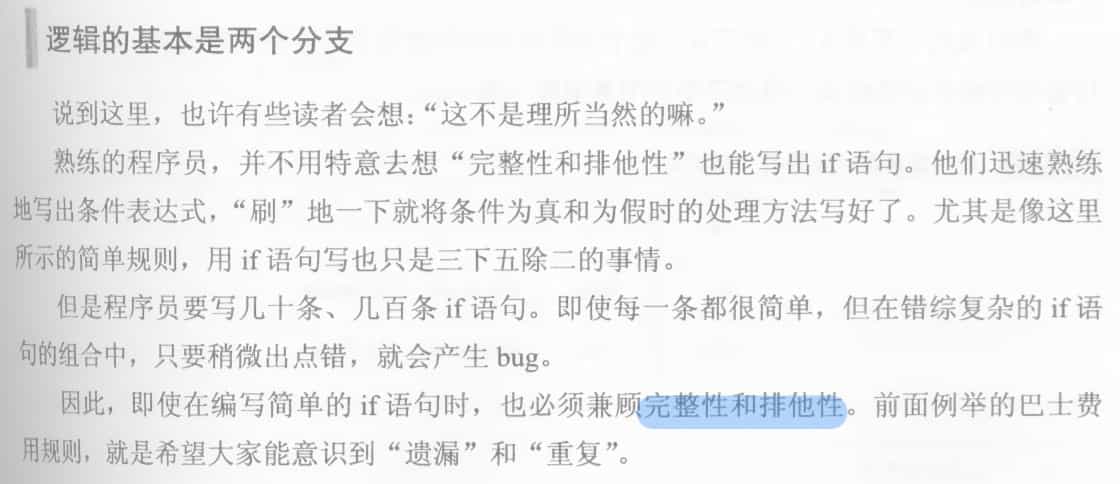 逻辑的基本是两个分支
说到这里，也许有些读者会想：“这不是理所当然的嘛。”
熟练的程序员，并不用特意去想“完整性和排他性”也能写出 if 语句。他们迅速熟练
地写出条件表达式，“刷”地一下就将条件为真和为假时的处理方法写好了。尤其是像这里
所示的简单规则，用 if 语句写也只是三下五除二的事情。
但是程序员要写几十条、几百条 if 语句。即使每一条都很简单，但在错综复杂的 if 语
句的组合中，只要稍微出点错，就会产生 bug。
因此，即使在编写简单的 if 语句时，也必须兼顾完整性和排他性。前面例举的巴士费
用规则，就是希望大家能意识到“遗漏”和“重复”。